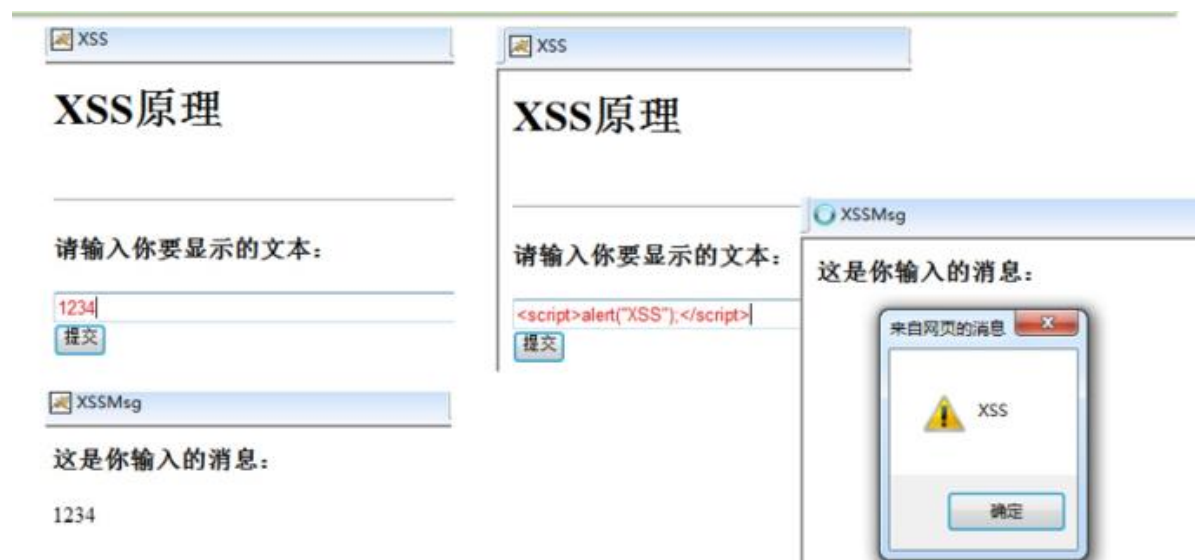 XSS
XSS原理
请输入你要显示的文本：
1234
提交
XSSMsg
这是你输入的消息：
1234
XSS
XSS原理
请输入你要显示的文本：
<script>alert("XSS");</script>
提交
XSSMsg
这是你输入的消息：
来自网页的消息
XSS
确定